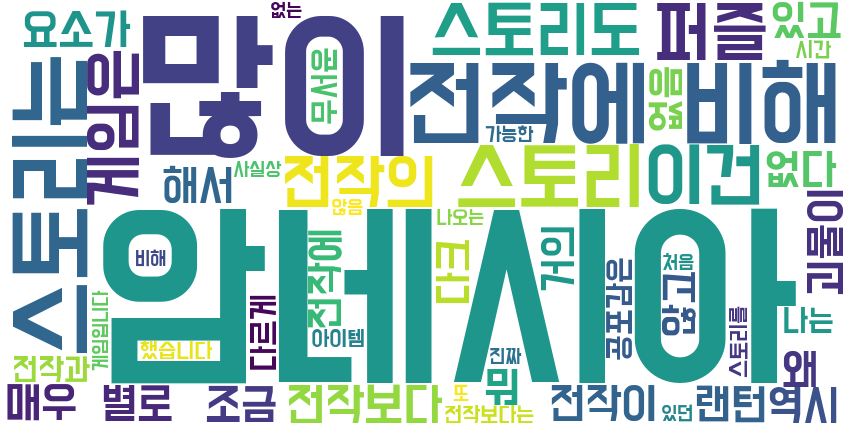 요소가
없는
많이
스토리도
퍼즐
있고
시간
스토리는
게임은
무서운
전작에
비해
없음
가능한
해서
사실상
전작의
않음
스토리
이건
없다
암네시아
비해
나오는
전작에
다크
거의
공포감은
처음
않고
괴물이
게임입니다
했습니다
다르게
아이템
진짜
스토리를
나는
왜
전작과
매우
별로
조금
전작보다
또
뭐
전작보다는
전작이
있던
랜턴
역시